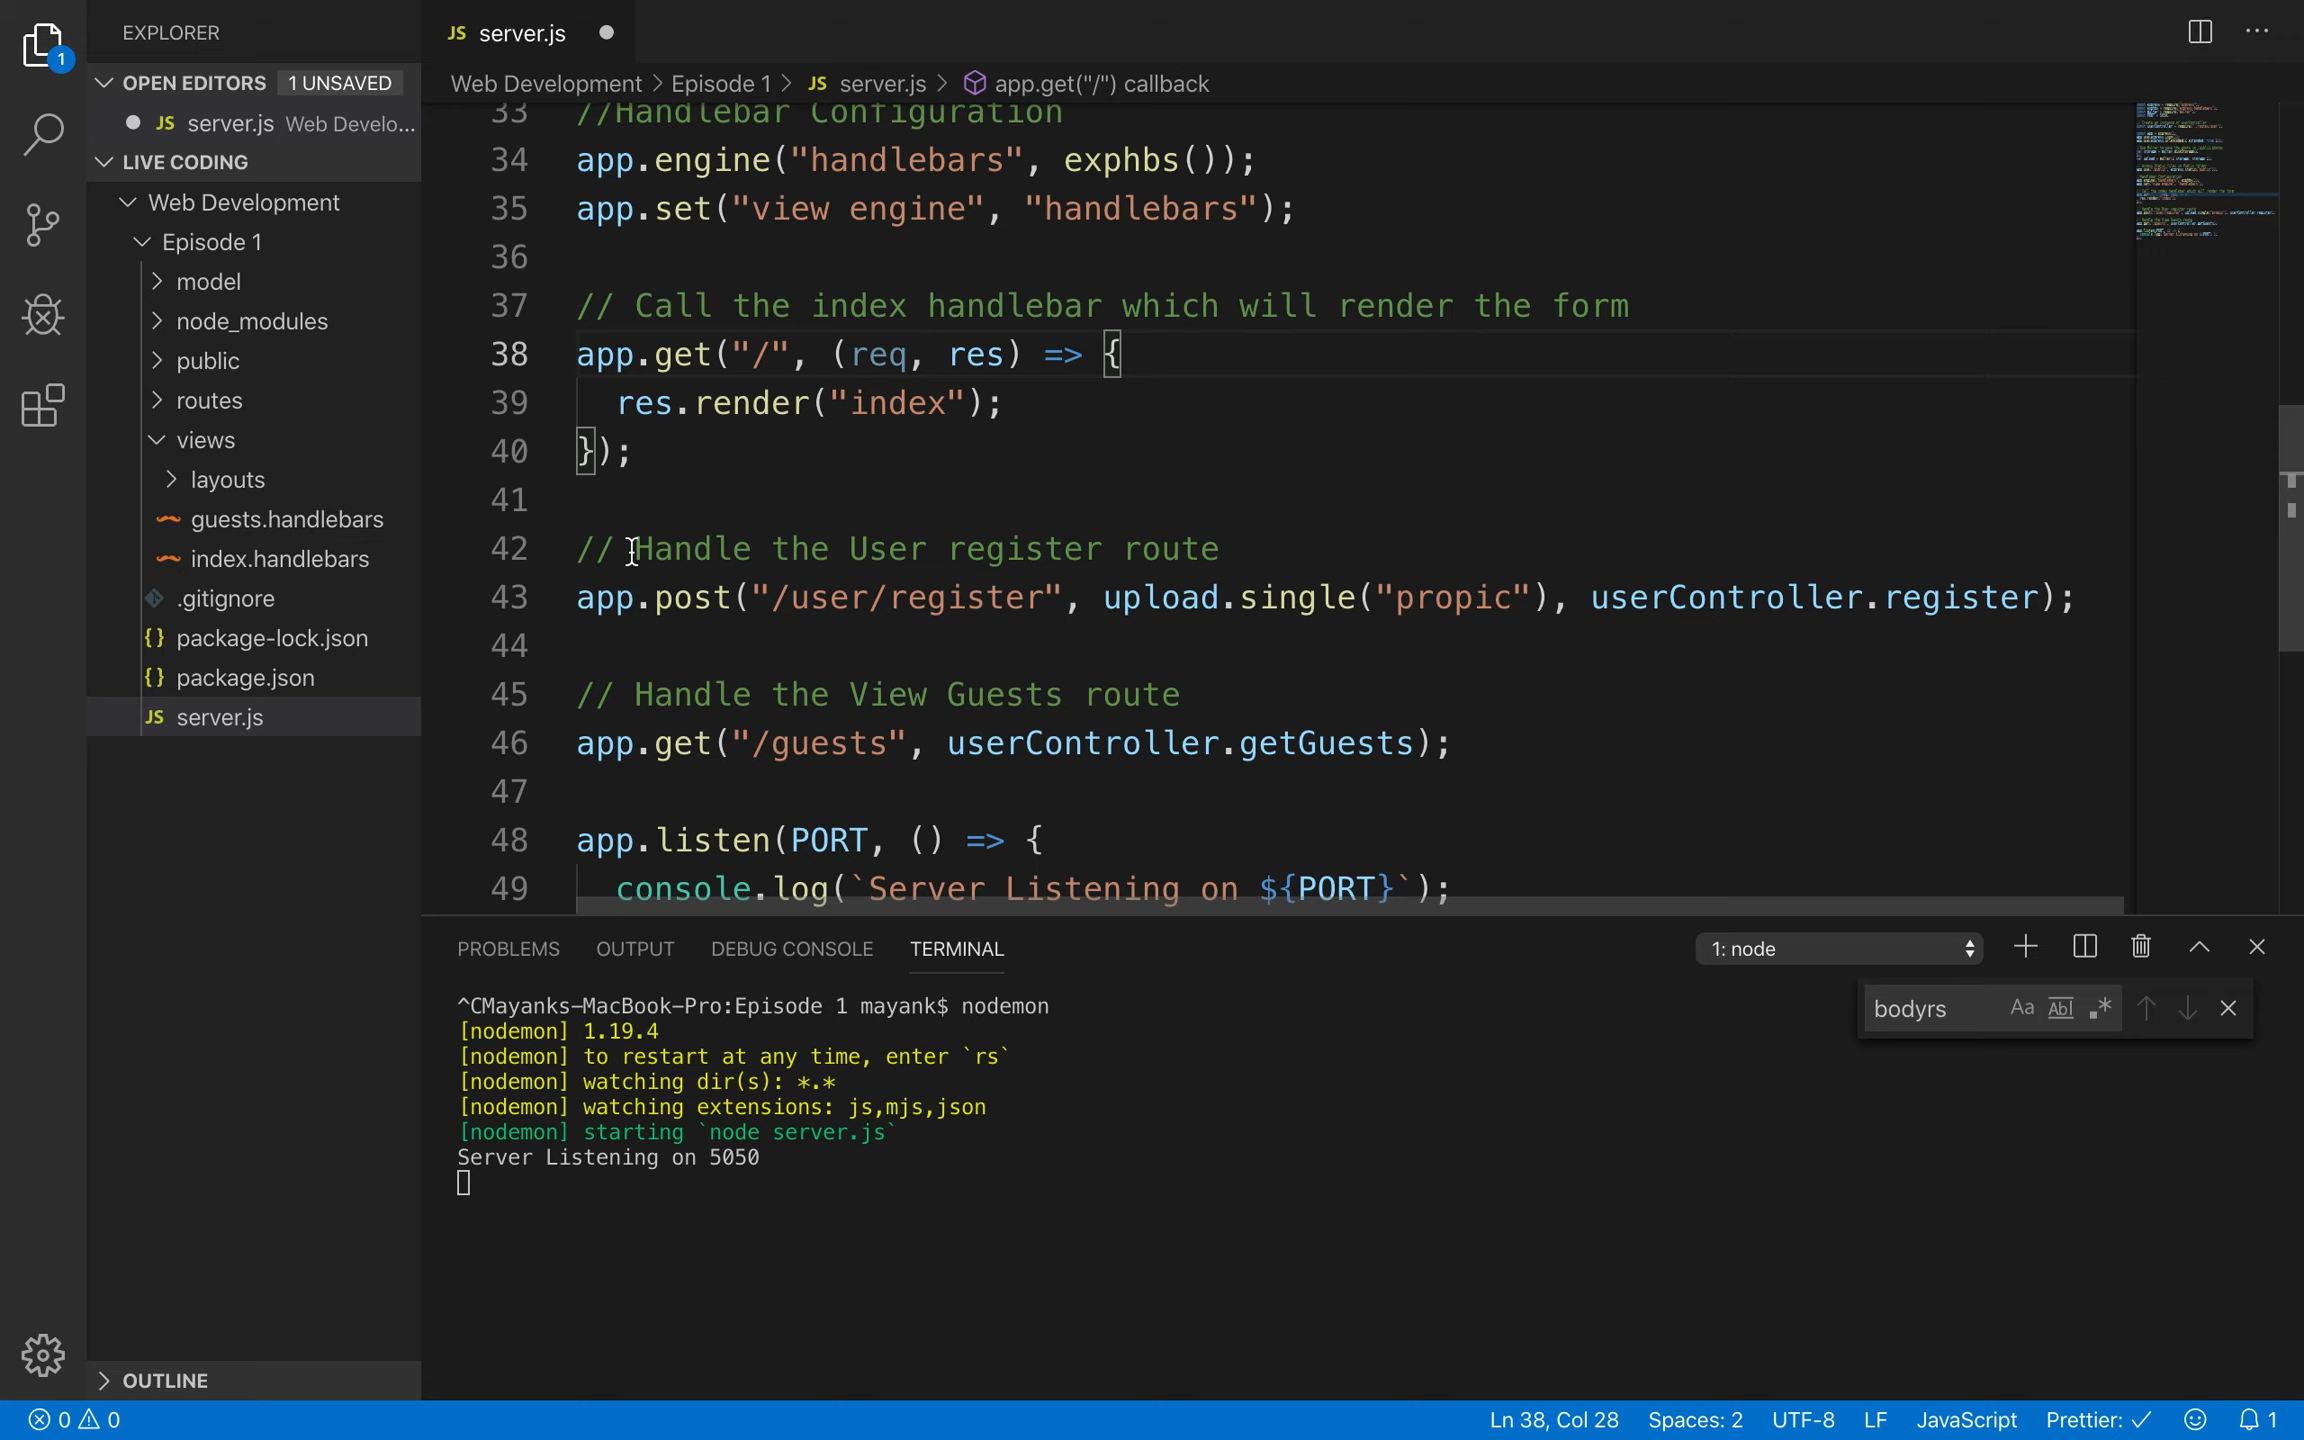 EXPLORER
JS server.js
1
OPEN EDITORS 1 UNSAVED
Web Development > Episode 1 > JS server.js > app.get("/") callback
JS server.js Web Develo...
LIVE CODING
Web Development
Episode 1
model
node_modules
public
routes
views
layouts
guests.handlebars
index.handlebars
.gitignore
{} package-lock.json
{} package.json
JS server.js
OUTLINE
33 //Handlebar Configuration
34 app.engine("handlebars", exphbs());
35 app.set("view engine", "handlebars");
36
37 // Call the index handlebar which will render the form
38 app.get("/", (req, res) => {
39 res.render("index");
40 });
41
42 // Handle the User register route
43 app.post("/user/register", upload.single("propic"), userController.register);
44
45 // Handle the View Guests route
46 app.get("/guests", userController.getGuests);
47
48 app.listen(PORT, () => {
49 console.log(`Server Listening on ${PORT}`);
PROBLEMS OUTPUT DEBUG CONSOLE TERMINAL 1: node
bodyrs Aa Abl .*
^CMayanks-MacBook-Pro:Episode 1 mayank$ nodemon
[nodemon] 1.19.4
[nodemon] to restart at any time, enter `rs`
[nodemon] watching dir(s): *.*
[nodemon] watching extensions: js,mjs,json
[nodemon] starting `node server.js`
Server Listening on 5050
0 0 Ln 38, Col 28 Spaces: 2 UTF-8 LF JavaScript Prettier: ✓ 1